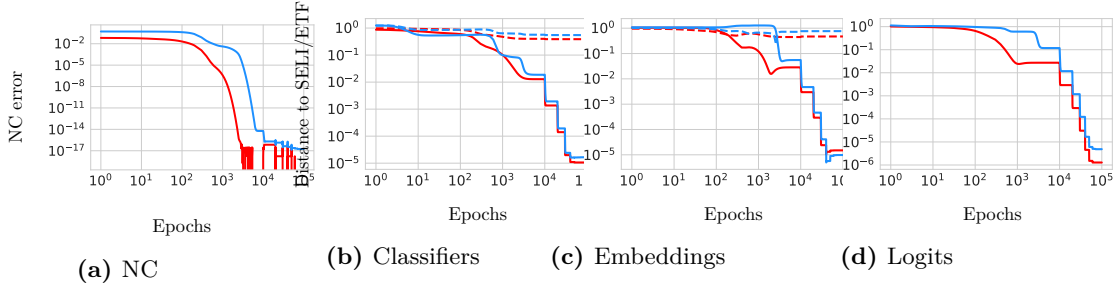 NC error
10^-2
10^-5
10^-8
10^-11
10^-14
10^-17
10^0 10^1 10^2 10^3 10^4 10^5
Epochs
(a) NC
Distance to SELI/ETF
10^0
10^-1
10^-2
10^-3
10^-4
10^-5
10^0 10^1 10^2 10^3 10^4
Epochs
(b) Classifiers
10^0
10^-1
10^-2
10^-3
10^-4
10^-5
10^0 10^1 10^2 10^3 10^4
Epochs
(c) Embeddings
10^0
10^-1
10^-2
10^-3
10^-4
10^-5
10^-6
10^0 10^1 10^2 10^3 10^4 10^5
Epochs
(d) Logits